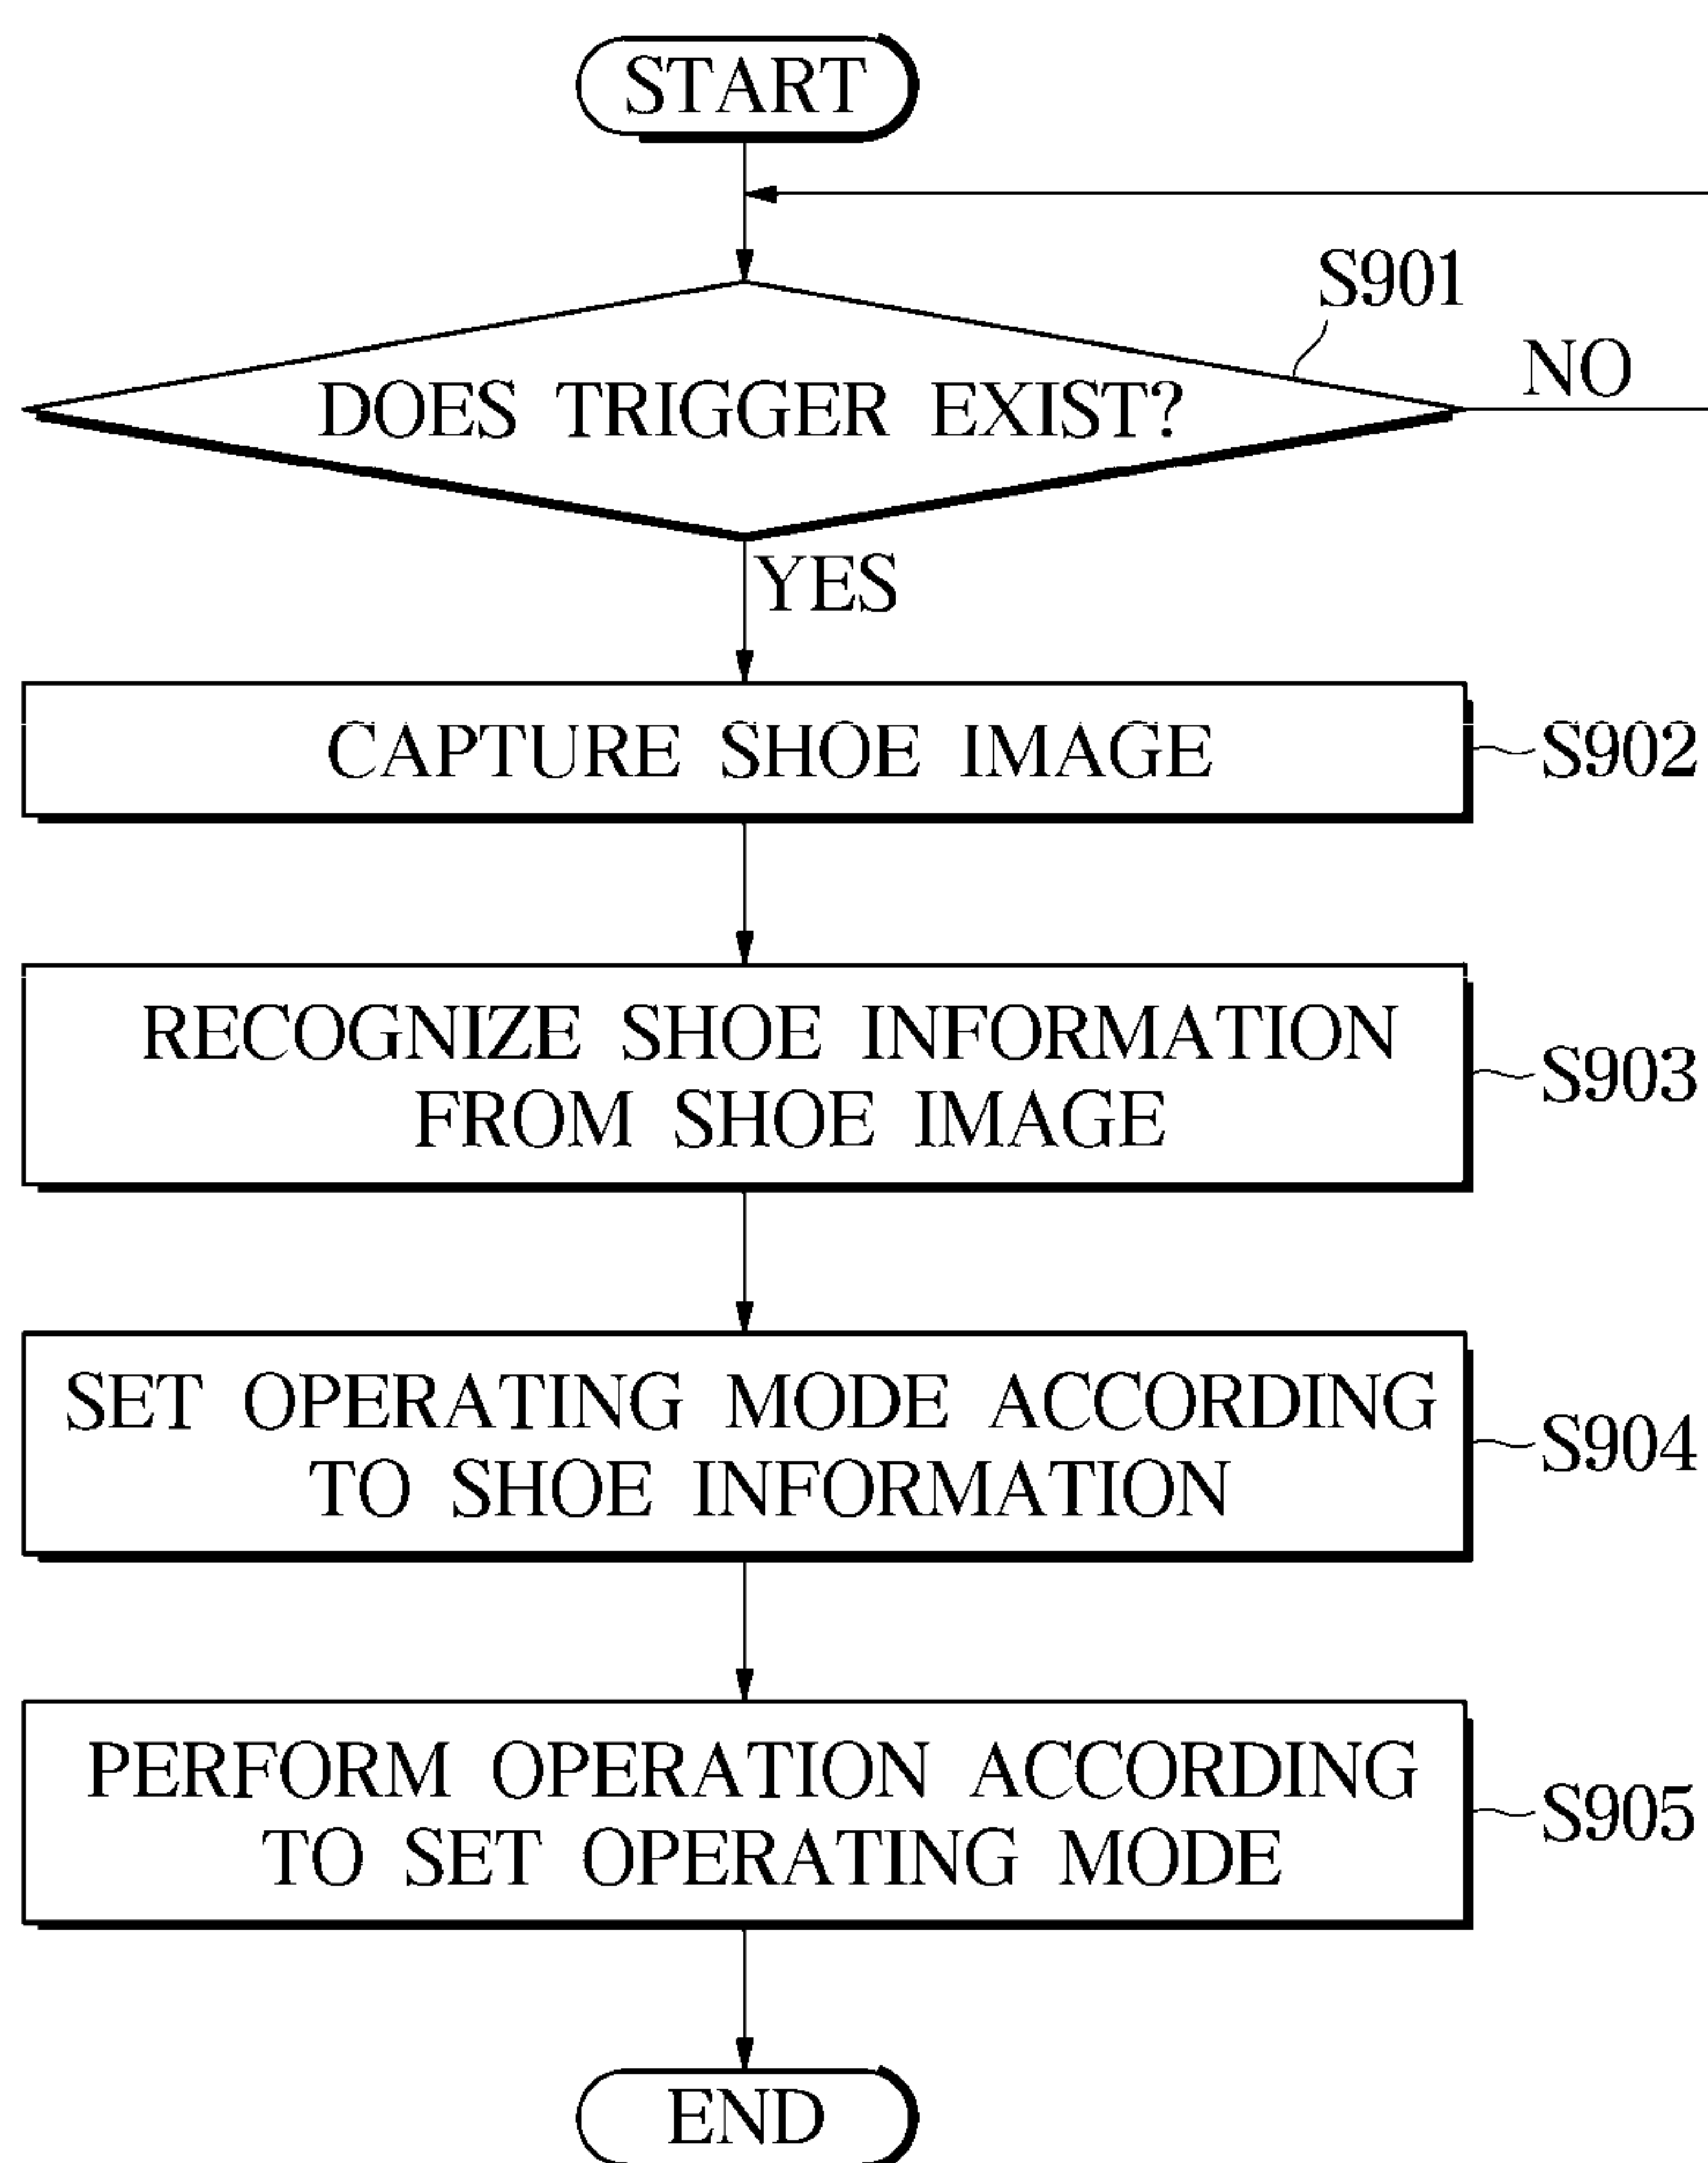 START
S901
DOES TRIGGER EXIST?
NO
YES
CAPTURE SHOE IMAGE
S902
RECOGNIZE SHOE INFORMATION
FROM SHOE IMAGE
S903
SET OPERATING MODE ACCORDING
TO SHOE INFORMATION
S904
PERFORM OPERATION ACCORDING
TO SET OPERATING MODE
S905
END